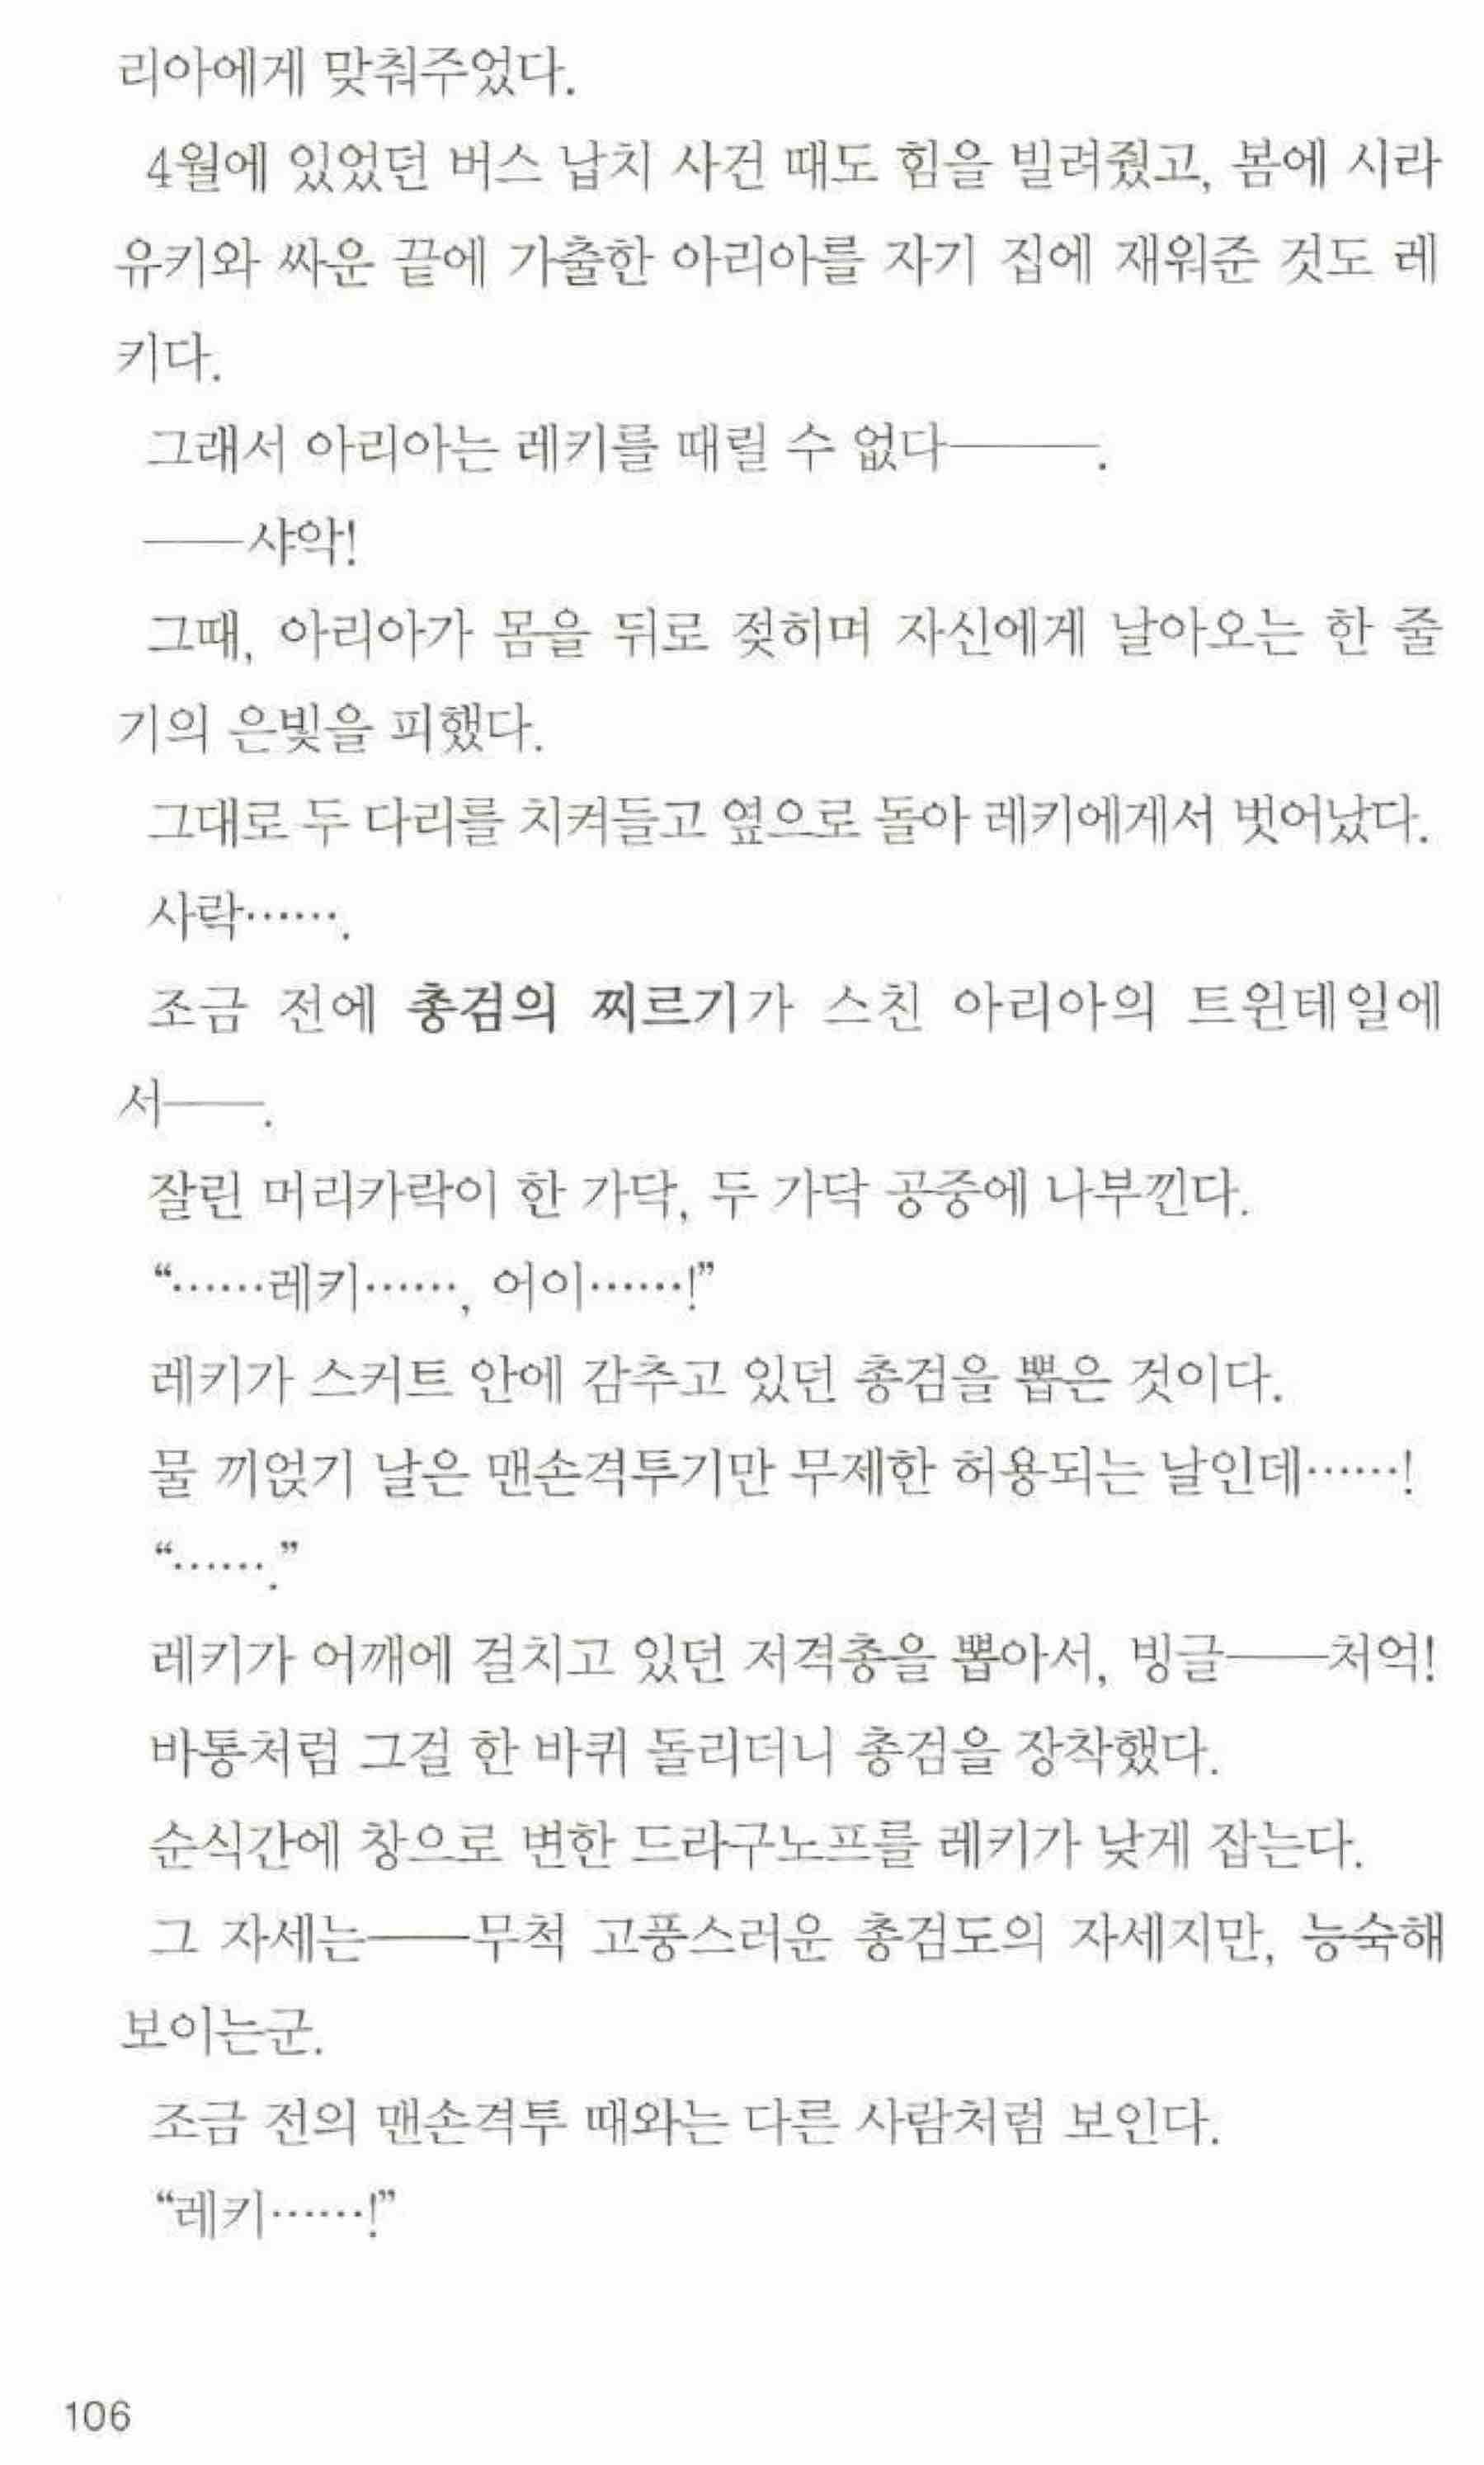 리아에게 맞춰주었다.
4월에 있었던 버스 납치 사건 때도 힘을 빌려줬고, 봄에 시라
유키와 싸운 끝에 가출한 아리아를 자기 집에 재워준 것도 레
키다.
그래서 아리아는 레키를 때릴 수 없다———.
——샤악!
그때, 아리아가 몸을 뒤로 젖히며 자신에게 날아오는 한 줄
기의 은빛을 피했다.
그대로 두 다리를 치켜들고 옆으로 돌아 레키에게서 벗어났다.
사락…….
조금 전에 총검의 찌르기가 스친 아리아의 트윈테일에
서——.
잘린 머리카락이 한 가닥, 두 가닥 공중에 나부낀다.
“……레키……, 어이……!”
레키가 스커트 안에 감추고 있던 총검을 뽑은 것이다.
물 끼얹기 날은 맨손격투기만 무제한 허용되는 날인데……!
“…….”
레키가 어깨에 걸치고 있던 저격총을 뽑아서, 빙글——처억!
바통처럼 그걸 한 바퀴 돌리더니 총검을 장착했다.
순식간에 창으로 변한 드라구노프를 레키가 낮게 잡는다.
그 자세는——무척 고풍스러운 총검도의 자세지만, 능숙해
보이는군.
조금 전의 맨손격투 때와는 다른 사람처럼 보인다.
“레키……!”
106